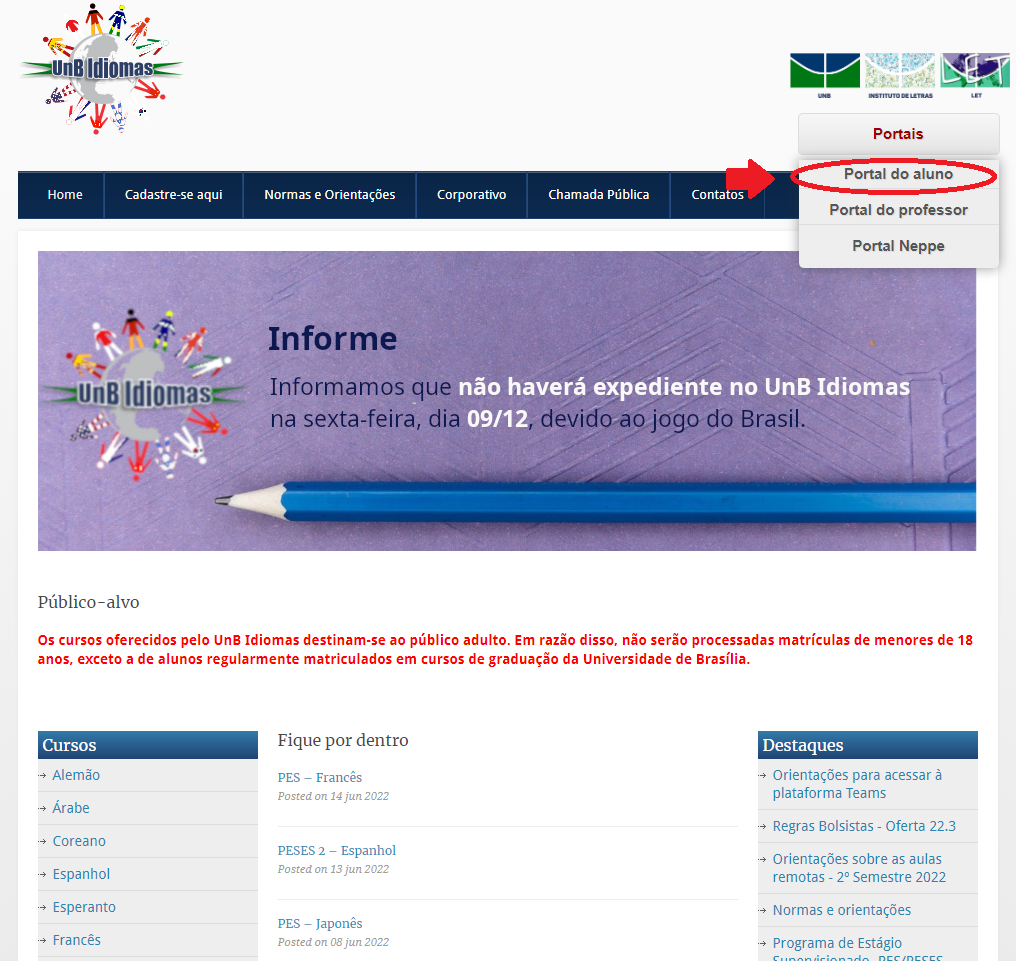 UnB Idiomas
UNB
INSTITUTO DE LETRAS
LET
Portais
Portal do aluno
Portal do professor
Portal Neppe
Home
Cadastre-se aqui
Normas e Orientações
Corporativo
Chamada Pública
Contatos
UnB Idiomas
Informe
Informamos que não haverá expediente no UnB Idiomas
na sexta-feira, dia 09/12, devido ao jogo do Brasil.
Público-alvo
Os cursos oferecidos pelo UnB Idiomas destinam-se ao público adulto. Em razão disso, não serão processadas matrículas de menores de 18
anos, exceto a de alunos regularmente matriculados em cursos de graduação da Universidade de Brasília.
Cursos
Alemão
Árabe
Coreano
Espanhol
Esperanto
Francês
Fique por dentro
PES – Francês
Posted on 14 jun 2022
PESES 2 – Espanhol
Posted on 13 jun 2022
PES – Japonês
Posted on 08 jun 2022
Destaques
Orientações para acessar à
plataforma Teams
Regras Bolsistas - Oferta 22.3
Orientações sobre as aulas
remotas - 2º Semestre 2022
Normas e orientações
Programa de Estágio
Supervisionado- PES/PESES